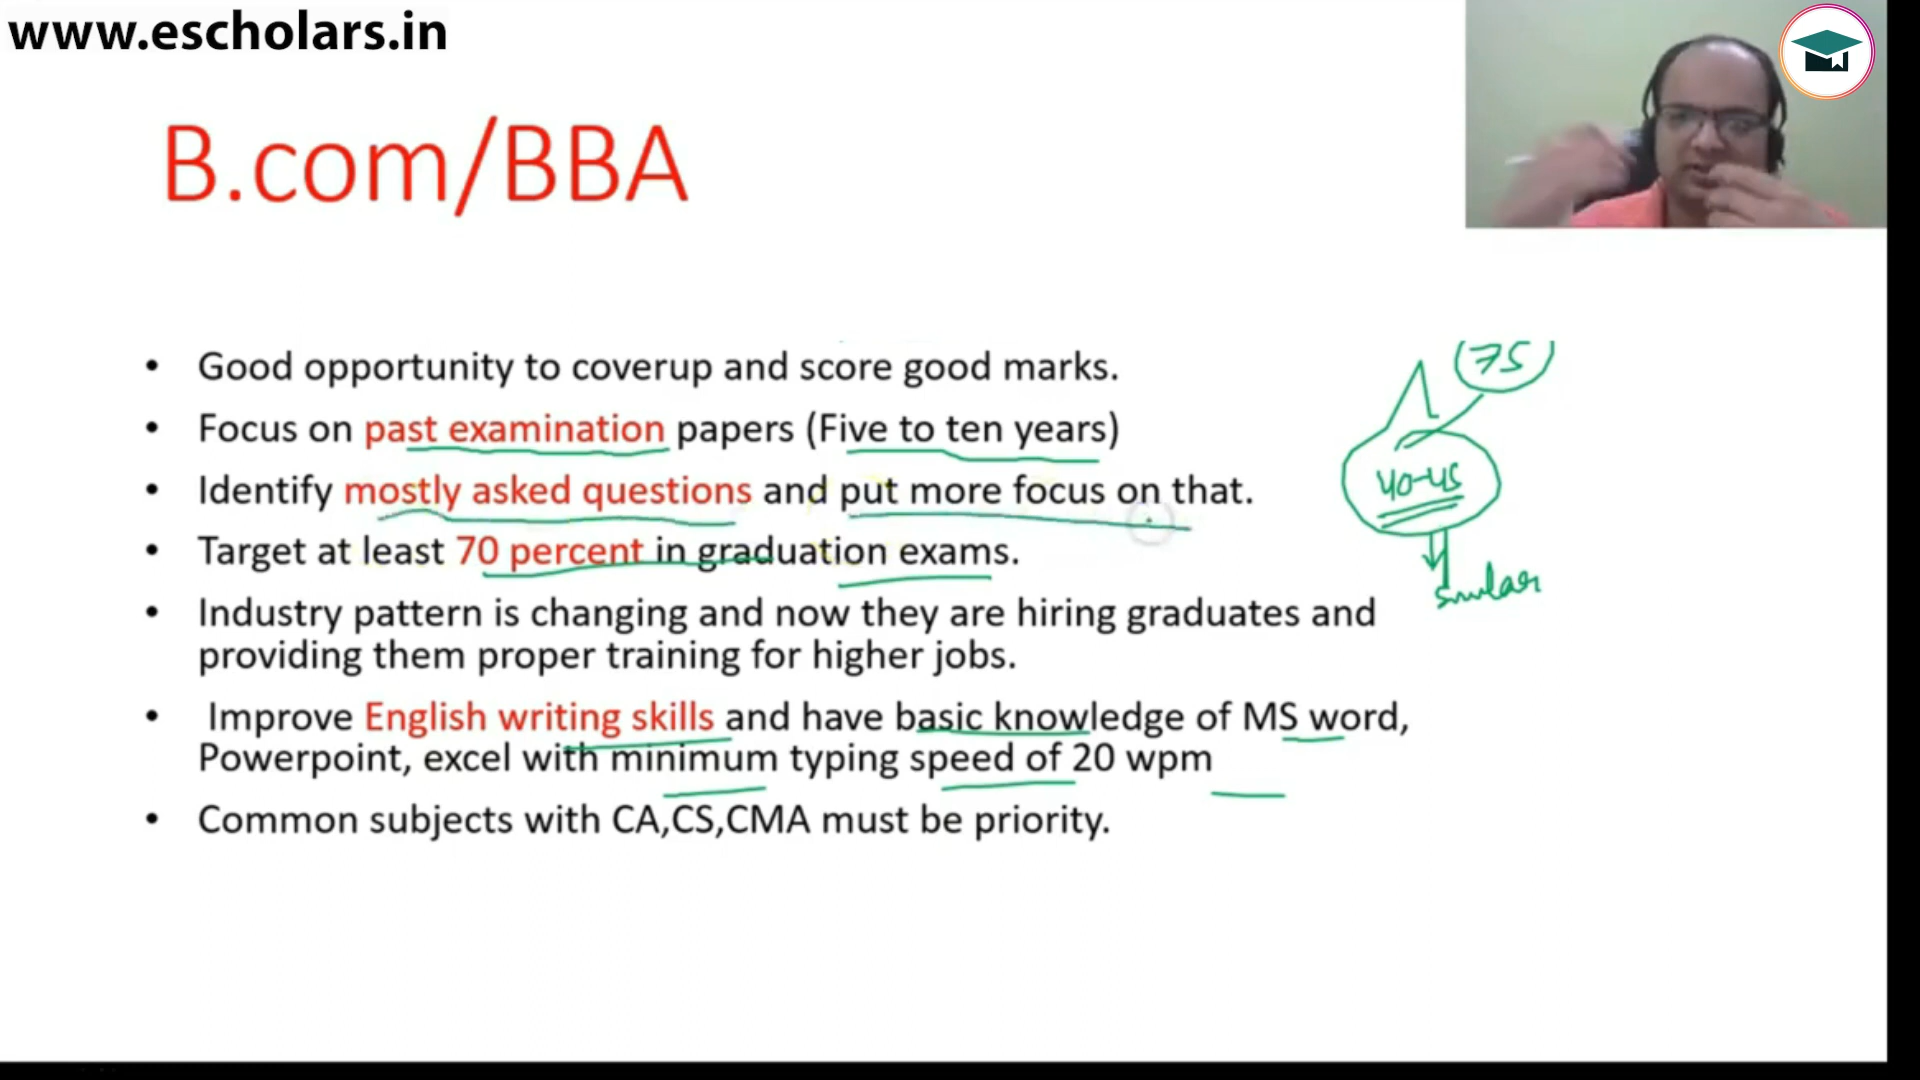 www.escholars.in
B.com/BBA
• Good opportunity to coverup and score good marks.
• Focus on past examination papers (Five to ten years)
• Identify mostly asked questions and put more focus on that.
• Target at least 70 percent in graduation exams.
• Industry pattern is changing and now they are hiring graduates and
providing them proper training for higher jobs.
• Improve English writing skills and have basic knowledge of MS word,
Powerpoint, excel with minimum typing speed of 20 wpm
• Common subjects with CA,CS,CMA must be priority.
75
40-45